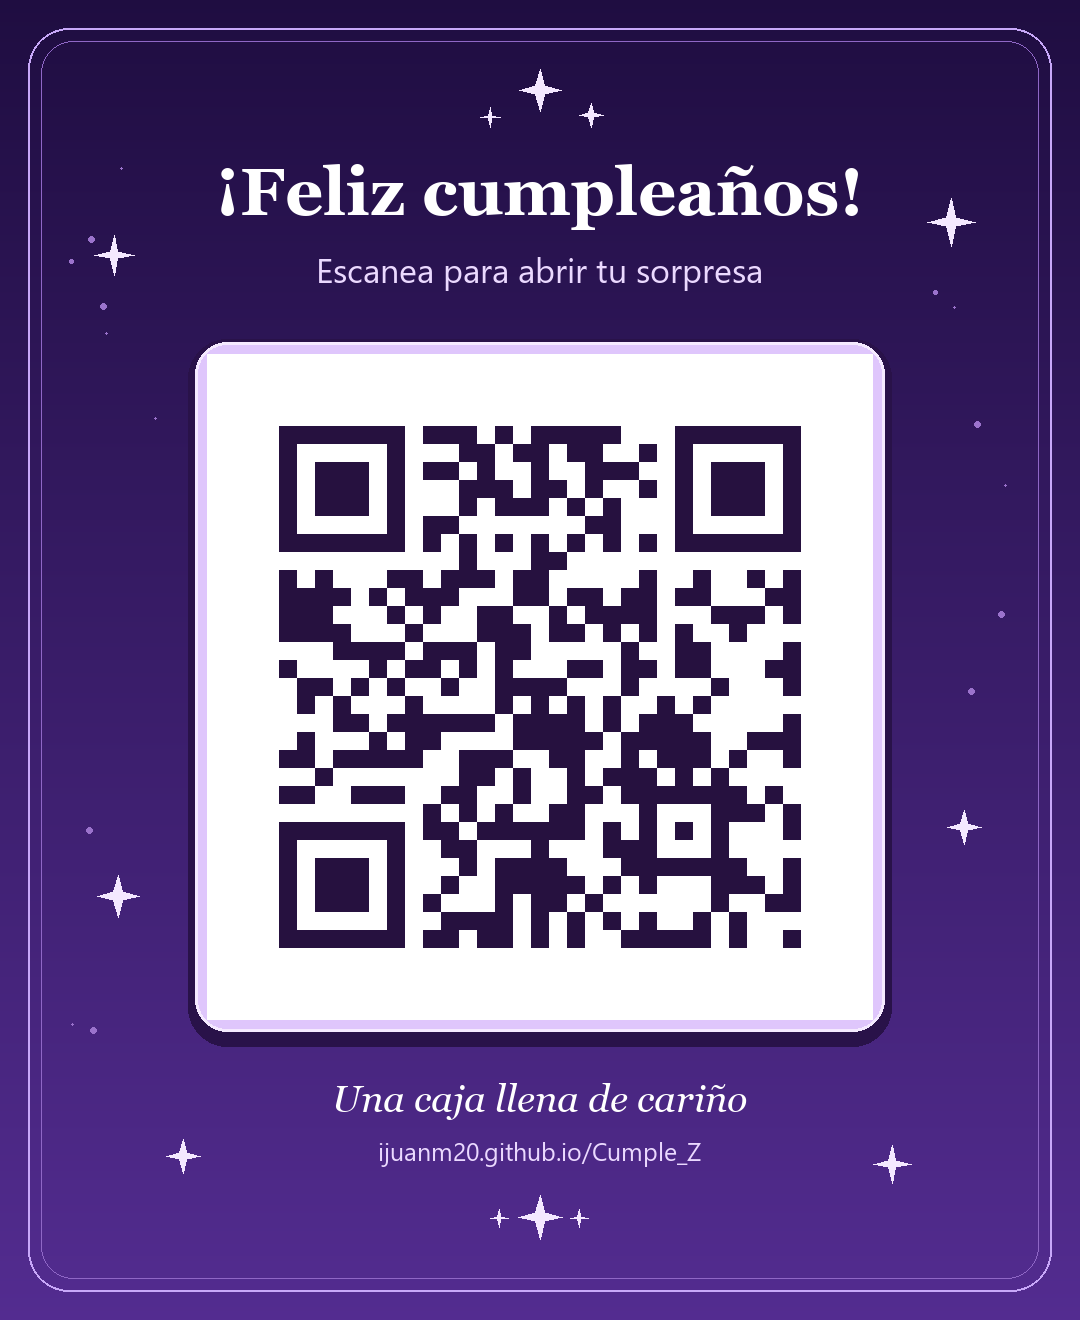 ¡Feliz cumpleaños!
Escanea para abrir tu sorpresa
Una caja llena de cariño
ijuanm20.github.io/Cumple_Z